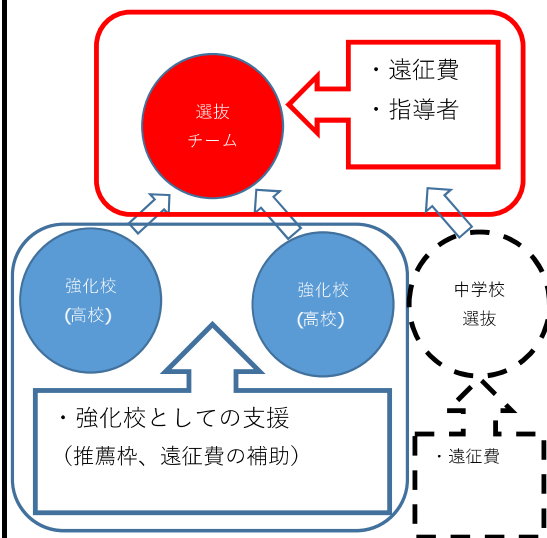 ・遠征費
・指導者
選抜
チーム
強化校
(高校)
強化校
(高校)
中学校
選抜
・強化校としての支援
（推薦枠、遠征費の補助）
・遠征費